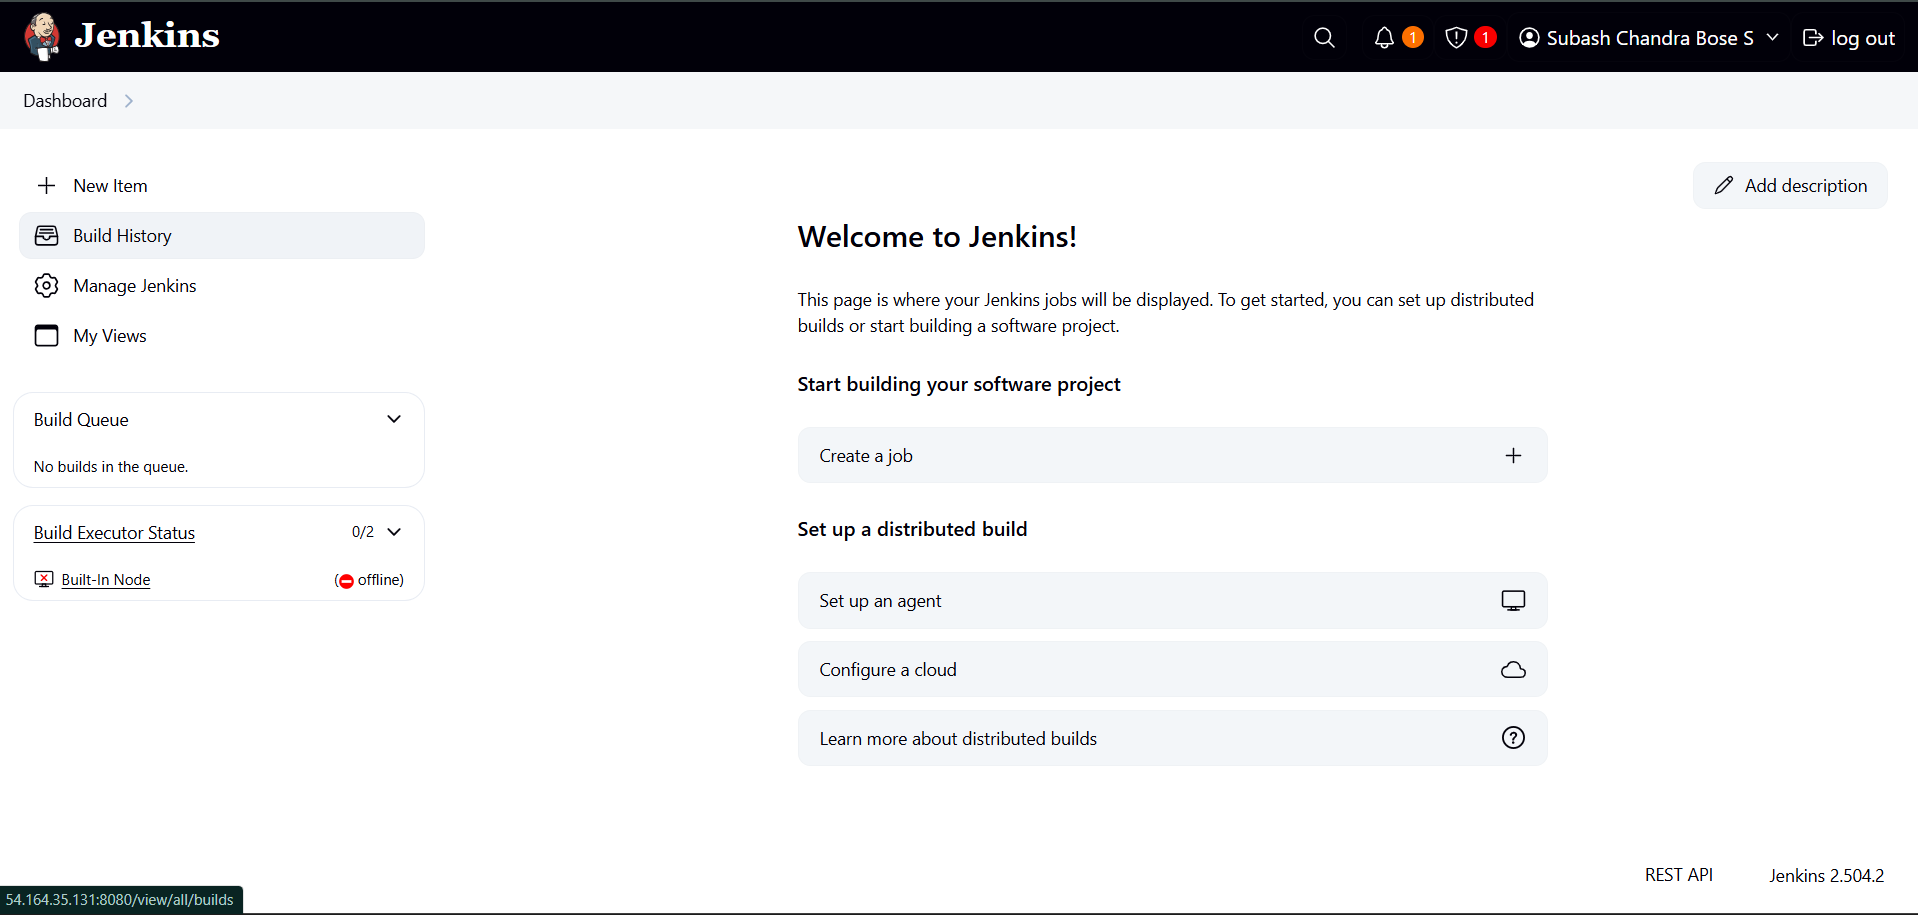 Jenkins
1
1
Subash Chandra Bose S
log out
Dashboard
New Item
Build History
Manage Jenkins
My Views
Build Queue
No builds in the queue.
Build Executor Status
0/2
Built-In Node
(offline)
Add description
Welcome to Jenkins!
This page is where your Jenkins jobs will be displayed. To get started, you can set up distributed
builds or start building a software project.
Start building your software project
Create a job
Set up a distributed build
Set up an agent
Configure a cloud
Learn more about distributed builds
REST API
Jenkins 2.504.2
54.164.35.131:8080/view/all/builds